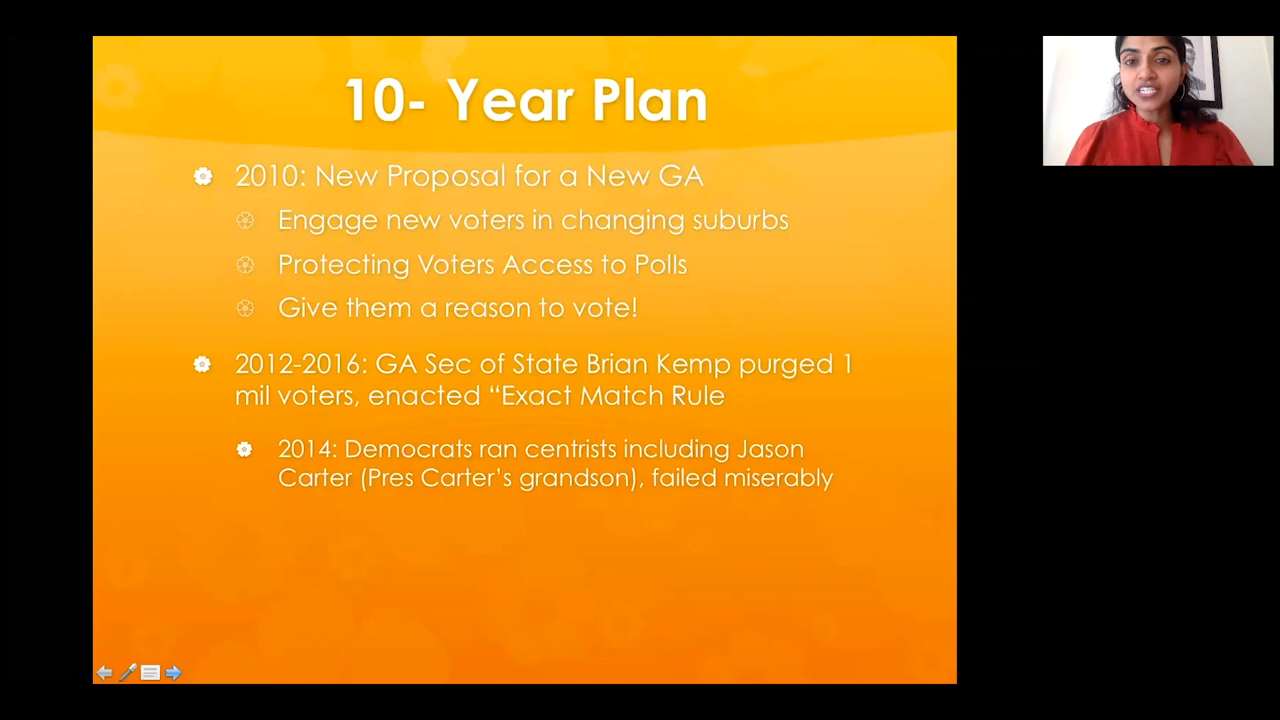 10- Year Plan
2010: New Proposal for a New GA
Engage new voters in changing suburbs
Protecting Voters Access to Polls
Give them a reason to vote!
2012-2016: GA Sec of State Brian Kemp purged 1
mil voters, enacted “Exact Match Rule
2014: Democrats ran centrists including Jason
Carter (Pres Carter’s grandson), failed miserably